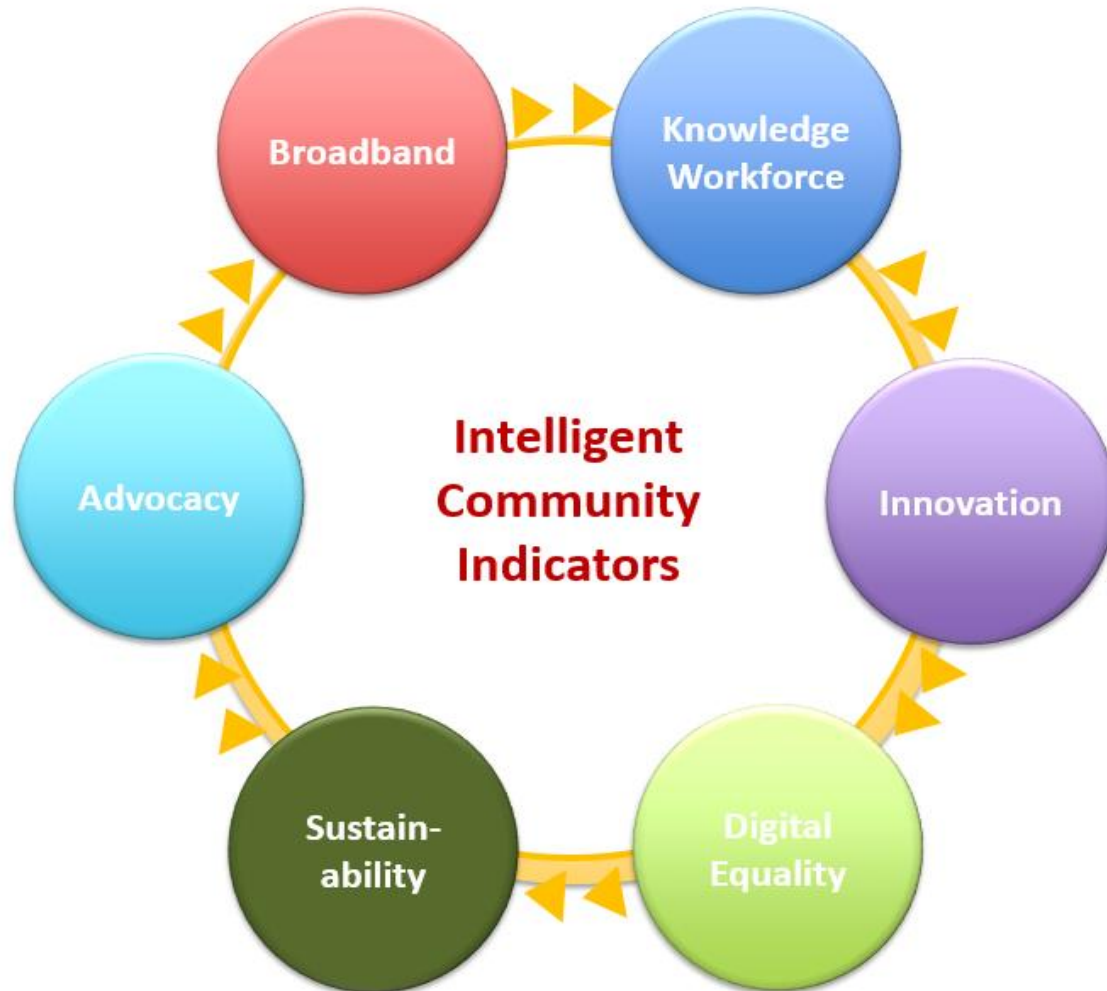 Broadband
Knowledge
Workforce
Advocacy
Intelligent
Community
Indicators
Innovation
Sustain-
ability
Digital
Equality